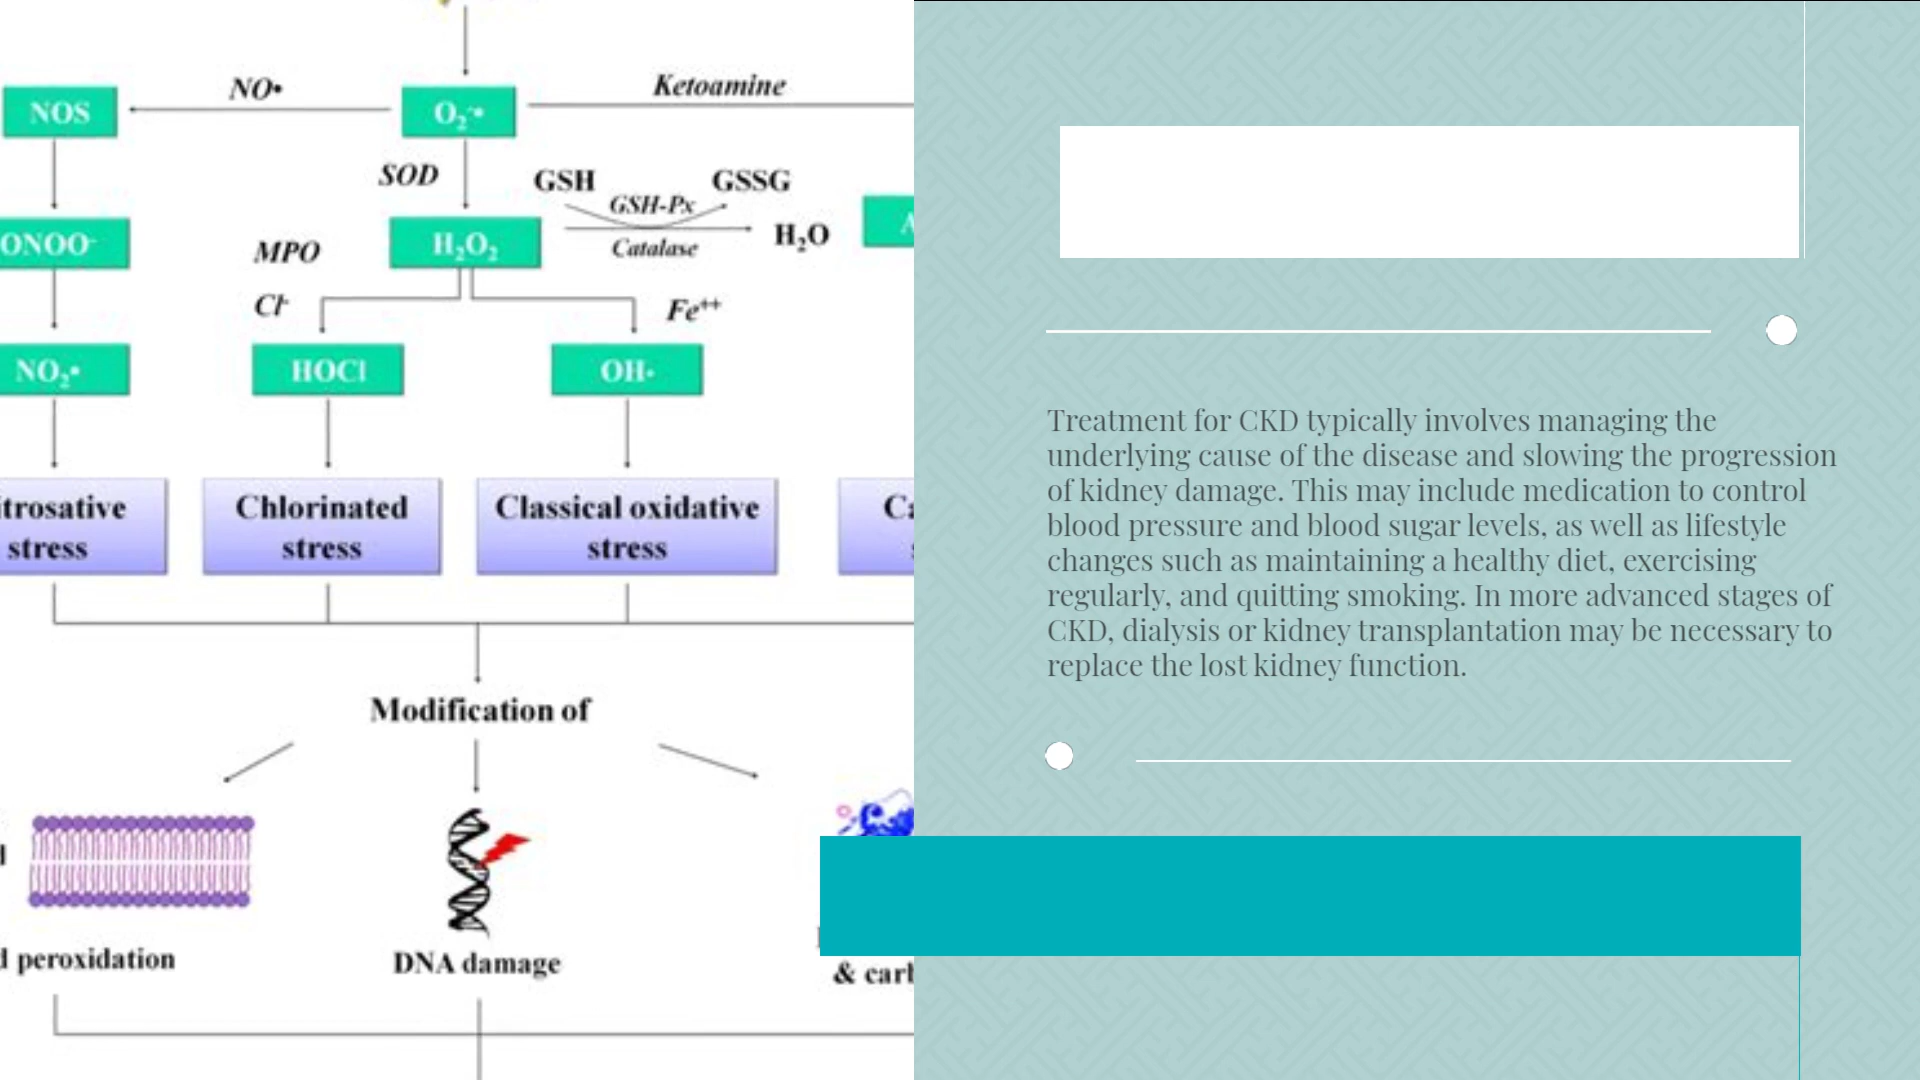 NO•
Ketoamine
NOS
O₂⁻•
SOD
GSH
GSSG
GSH-Px
ONOO⁻
MPO
H₂O₂
Catalase
H₂O
Cl⁻
Fe⁺⁺
NO₂•
HOCl
OH•
Chlorinated
stress
Classical oxidative
stress
stress
Modification of
peroxidation
DNA damage
&
Treatment for CKD typically involves managing the
underlying cause of the disease and slowing the progression
of kidney damage. This may include medication to control
blood pressure and blood sugar levels, as well as lifestyle
changes such as maintaining a healthy diet, exercising
regularly, and quitting smoking. In more advanced stages of
CKD, dialysis or kidney transplantation may be necessary to
replace the lost kidney function.